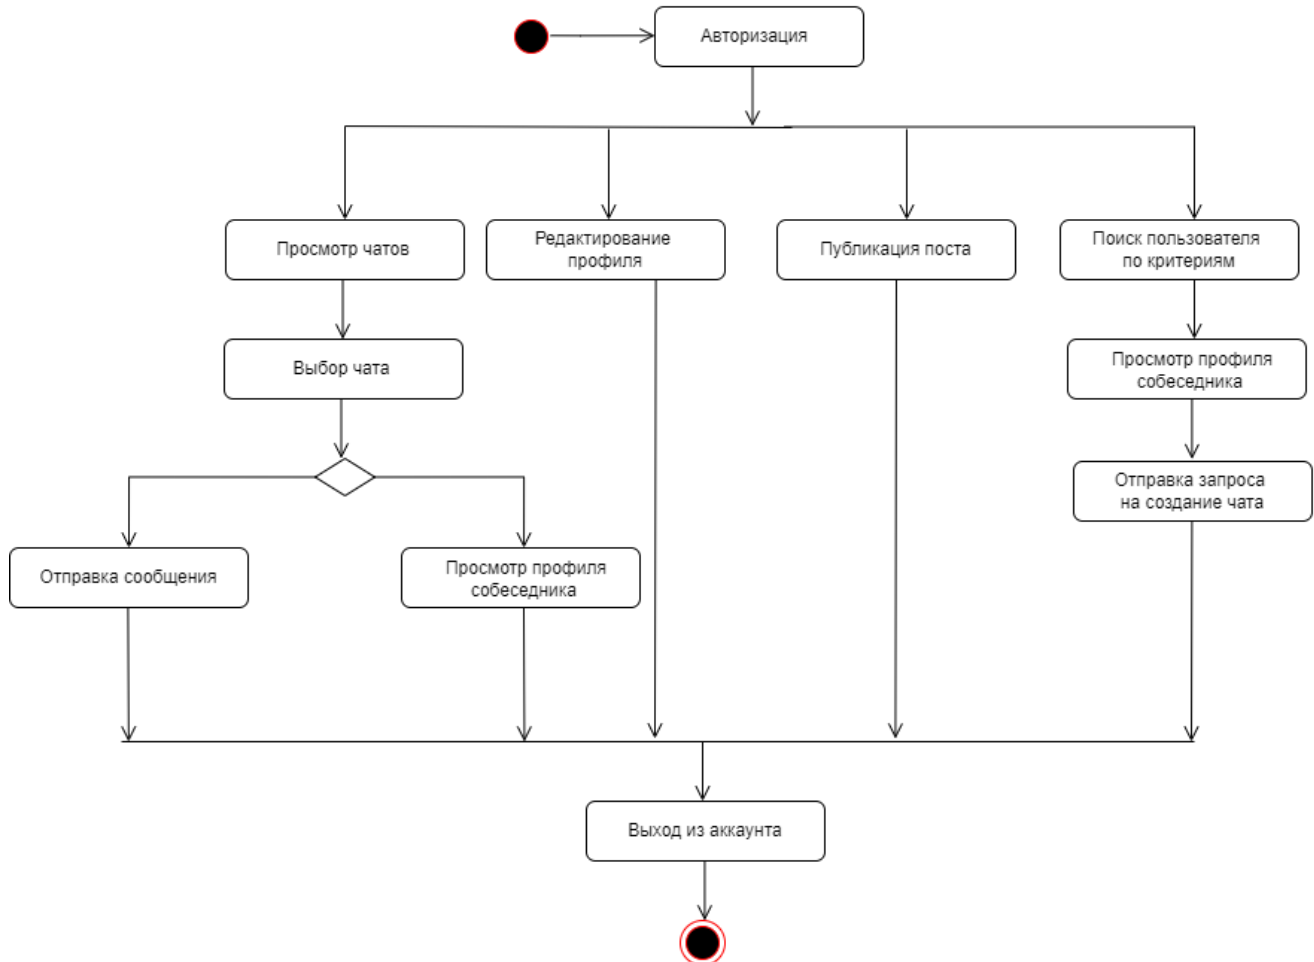 Авторизация
Просмотр чатов
Редактирование
профиля
Публикация поста
Поиск пользователя
по критериям
Выбор чата
Просмотр профиля
собеседника
Отправка запроса
на создание чата
Отправка сообщения
Просмотр профиля
собеседника
Выход из аккаунта